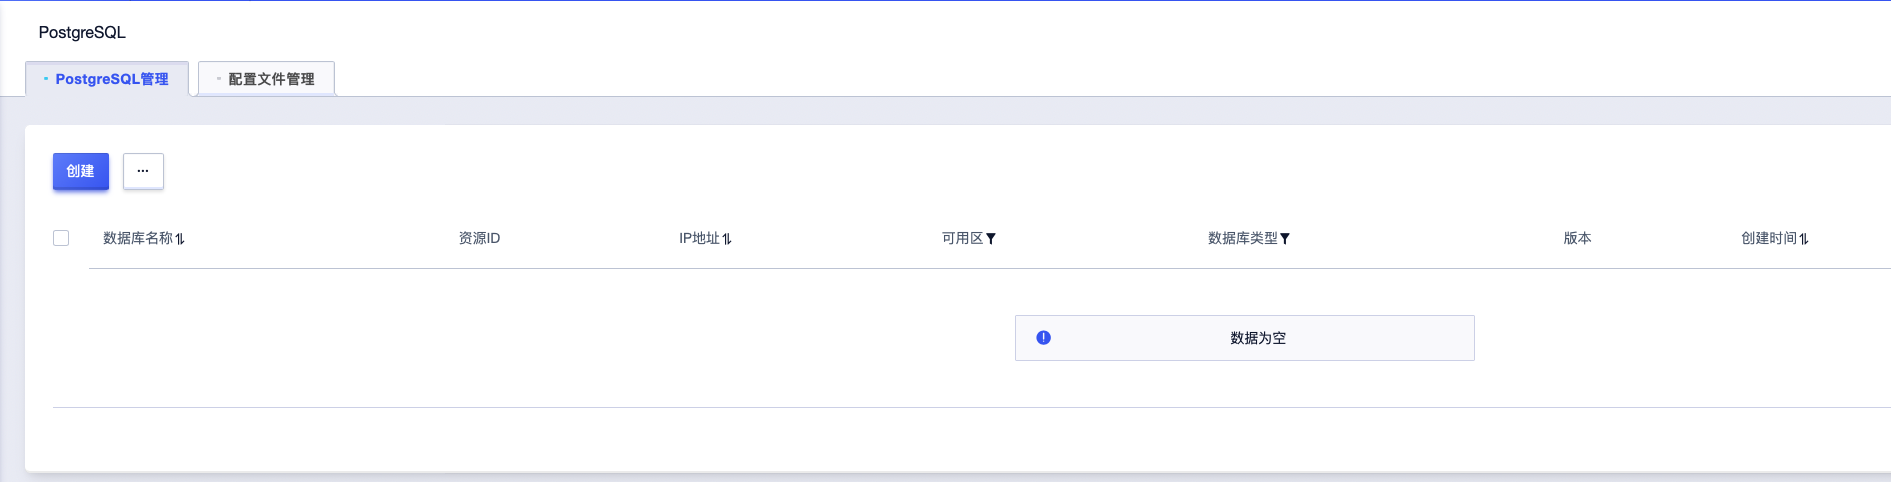 PostgreSQL
PostgreSQL管理 配置文件管理
创建 ...
数据库名称 资源ID IP地址 可用区 数据库类型 版本 创建时间
数据为空